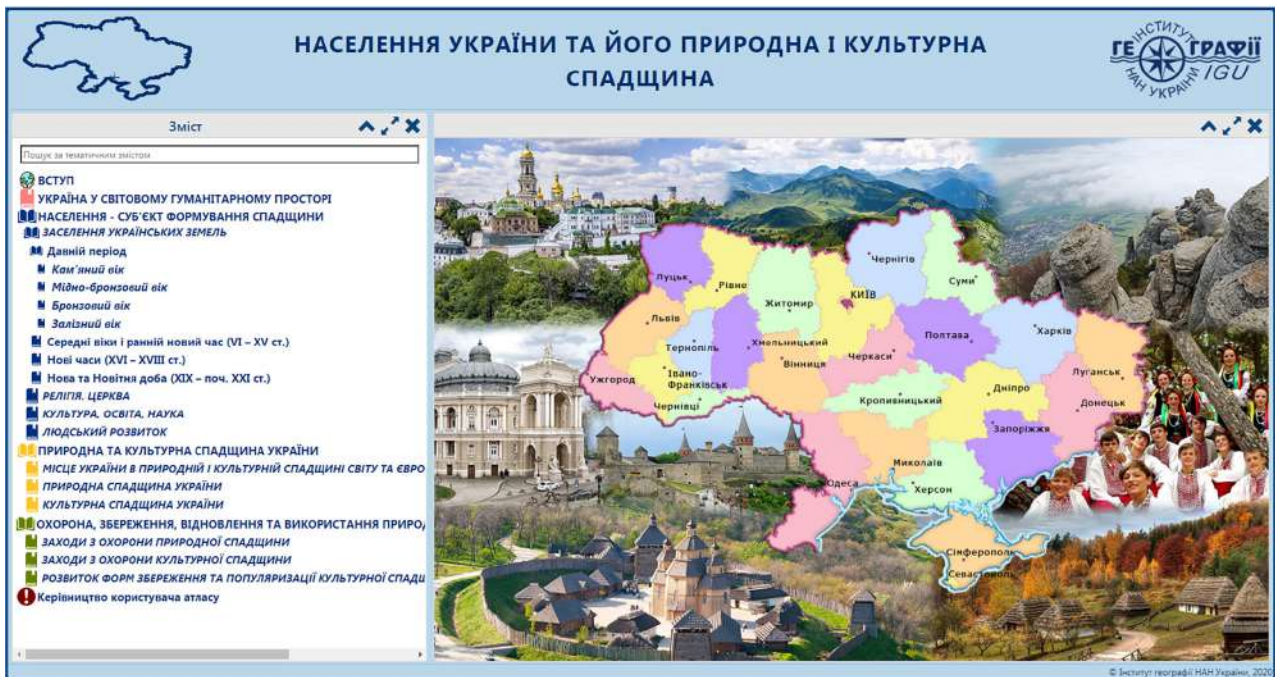 НАСЕЛЕННЯ УКРАЇНИ ТА ЙОГО ПРИРОДНА І КУЛЬТУРНА
СПАДЩИНА
ІНСТИТУТ
ГЕОГРАФІЇ
НАН УКРАЇНИ
IGU
Зміст
Пошук за тематичним змістом
ВСТУП
УКРАЇНА У СВІТОВОМУ ГУМАНІТАРНОМУ ПРОСТОРІ
НАСЕЛЕННЯ - СУБ'ЄКТ ФОРМУВАННЯ СПАДЩИНИ
ЗАСЕЛЕННЯ УКРАЇНСЬКИХ ЗЕМЕЛЬ
Давній період
Кам'яний вік
Мідно-бронзовий вік
Бронзовий вік
Залізний вік
Середні віки і ранній новий час (VI – XV ст.)
Нові часи (XVI – XVIII ст.)
Нова та Новітня доба (XIX – поч. XXI ст.)
РЕЛІГІЯ. ЦЕРКВА
КУЛЬТУРА, ОСВІТА, НАУКА
ЛЮДСЬКИЙ РОЗВИТОК
ПРИРОДНА ТА КУЛЬТУРНА СПАДЩИНА УКРАЇНИ
МІСЦЕ УКРАЇНИ В ПРИРОДНІЙ І КУЛЬТУРНІЙ СПАДЩИНІ СВІТУ ТА ЄВРО
ПРИРОДНА СПАДЩИНА УКРАЇНИ
КУЛЬТУРНА СПАДЩИНА УКРАЇНИ
ОХОРОНА, ЗБЕРЕЖЕННЯ, ВІДНОВЛЕННЯ ТА ВИКОРИСТАННЯ ПРИРОД
ЗАХОДИ З ОХОРОНИ ПРИРОДНОЇ СПАДЩИНИ
ЗАХОДИ З ОХОРОНИ КУЛЬТУРНОЇ СПАДЩИНИ
РОЗВИТОК ФОРМ ЗБЕРЕЖЕННЯ ТА ПОПУЛЯРИЗАЦІЇ КУЛЬТУРНОЇ СПАДЩ
Керівництво користувача атласу
Луцьк
Рівне
Житомир
КИЇВ
Чернігів
Суми
Львів
Тернопіль
Хмельницький
Вінниця
Черкаси
Полтава
Харків
Ужгород
Івано-
Франківськ
Чернівці
Кропивницький
Дніпро
Луганськ
Донецьк
Запоріжжя
Миколаїв
Одеса
Херсон
Сімферополь
Севастополь
© Інститут географії НАН України, 2020